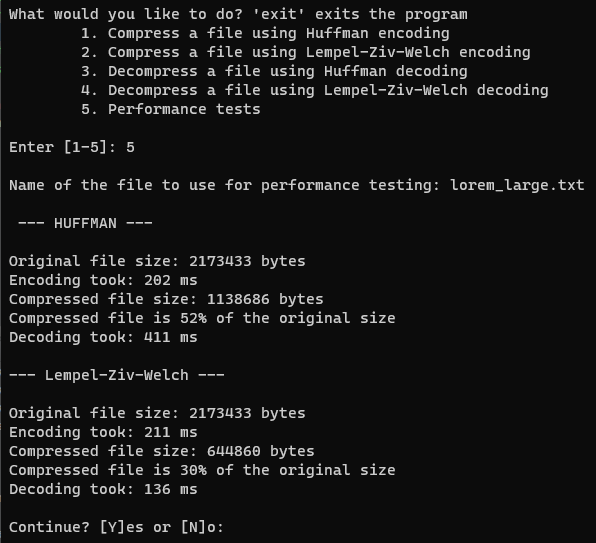 What would you like to do? 'exit' exits the program
1. Compress a file using Huffman encoding
2. Compress a file using Lempel-Ziv-Welch encoding
3. Decompress a file using Huffman decoding
4. Decompress a file using Lempel-Ziv-Welch decoding
5. Performance tests
Enter [1-5]: 5
Name of the file to use for performance testing: lorem_large.txt
--- HUFFMAN ---
Original file size: 2173433 bytes
Encoding took: 202 ms
Compressed file size: 1138686 bytes
Compressed file is 52% of the original size
Decoding took: 411 ms
--- Lempel-Ziv-Welch ---
Original file size: 2173433 bytes
Encoding took: 211 ms
Compressed file size: 644860 bytes
Compressed file is 30% of the original size
Decoding took: 136 ms
Continue? [Y]es or [N]o: